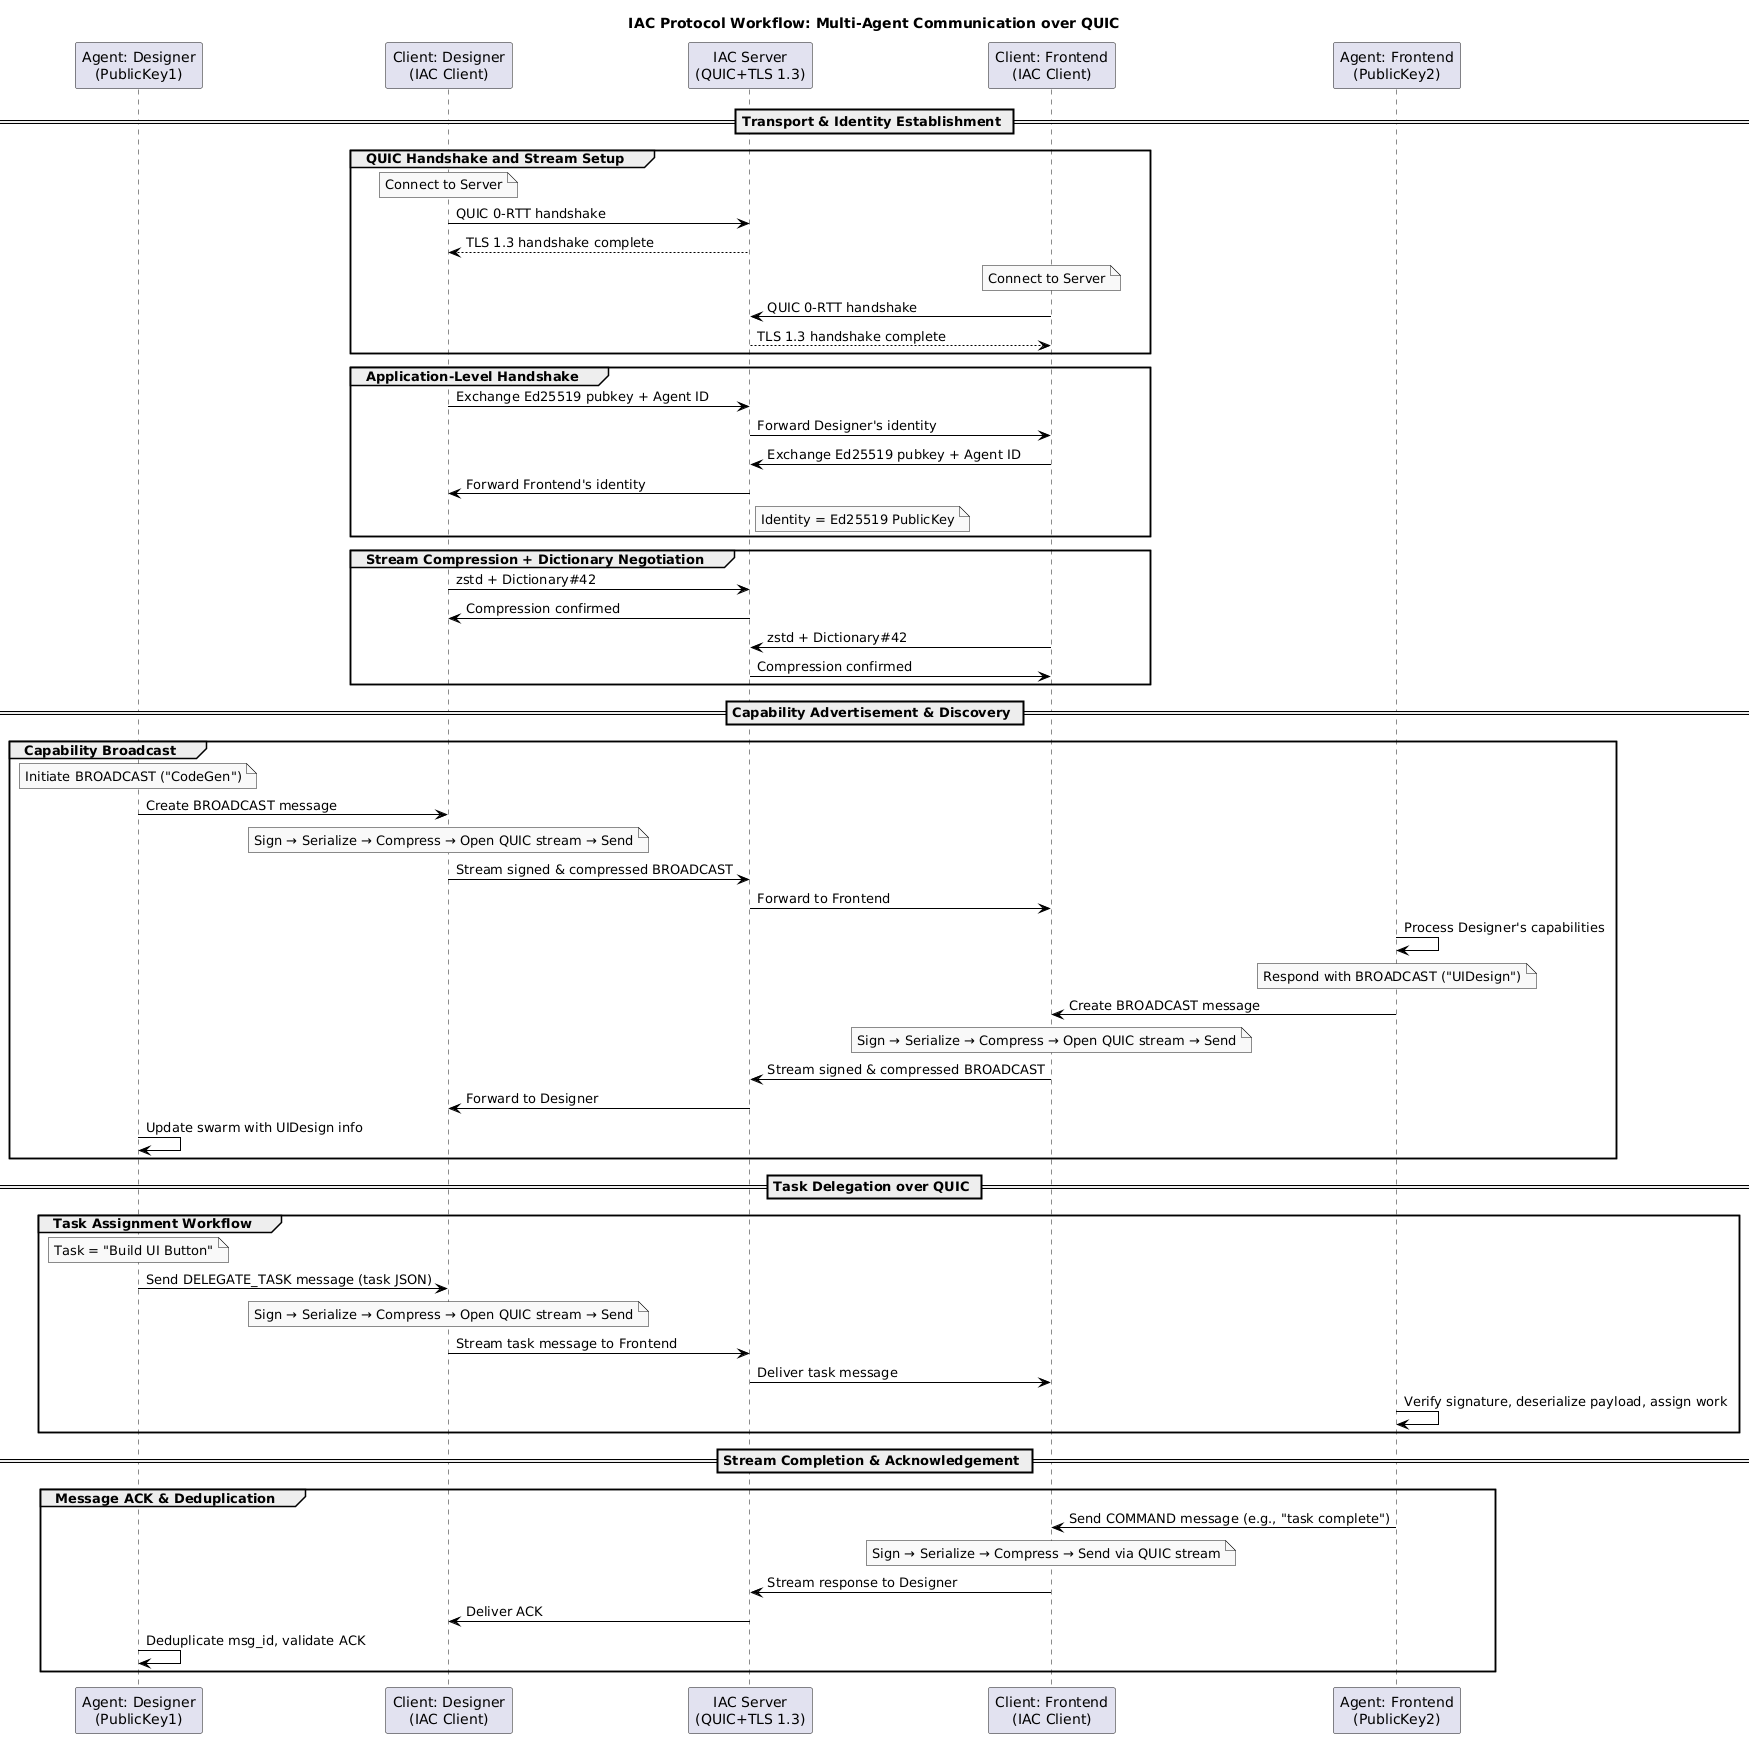 IAC Protocol Workflow: Multi-Agent Communication over QUIC
Agent: Designer
(PublicKey1)
Client: Designer
(IAC Client)
IAC Server
(QUIC+TLS 1.3)
Client: Frontend
(IAC Client)
Agent: Frontend
(PublicKey2)
Transport & Identity Establishment
QUIC Handshake and Stream Setup
Connect to Server
QUIC 0-RTT handshake
TLS 1.3 handshake complete
Connect to Server
QUIC 0-RTT handshake
TLS 1.3 handshake complete
Application-Level Handshake
Exchange Ed25519 pubkey + Agent ID
Forward Designer's identity
Exchange Ed25519 pubkey + Agent ID
Forward Frontend's identity
Identity = Ed25519 PublicKey
Stream Compression + Dictionary Negotiation
zstd + Dictionary#42
Compression confirmed
zstd + Dictionary#42
Compression confirmed
Capability Advertisement & Discovery
Capability Broadcast
Initiate BROADCAST ("CodeGen")
Create BROADCAST message
Sign → Serialize → Compress → Open QUIC stream → Send
Stream signed & compressed BROADCAST
Forward to Frontend
Process Designer's capabilities
Respond with BROADCAST ("UIDesign")
Create BROADCAST message
Sign → Serialize → Compress → Open QUIC stream → Send
Stream signed & compressed BROADCAST
Forward to Designer
Update swarm with UIDesign info
Task Delegation over QUIC
Task Assignment Workflow
Task = "Build UI Button"
Send DELEGATE_TASK message (task JSON)
Sign → Serialize → Compress → Open QUIC stream → Send
Stream task message to Frontend
Deliver task message
Verify signature, deserialize payload, assign work
Stream Completion & Acknowledgement
Message ACK & Deduplication
Send COMMAND message (e.g., "task complete")
Sign → Serialize → Compress → Send via QUIC stream
Stream response to Designer
Deliver ACK
Deduplicate msg_id, validate ACK
Agent: Designer
(PublicKey1)
Client: Designer
(IAC Client)
IAC Server
(QUIC+TLS 1.3)
Client: Frontend
(IAC Client)
Agent: Frontend
(PublicKey2)